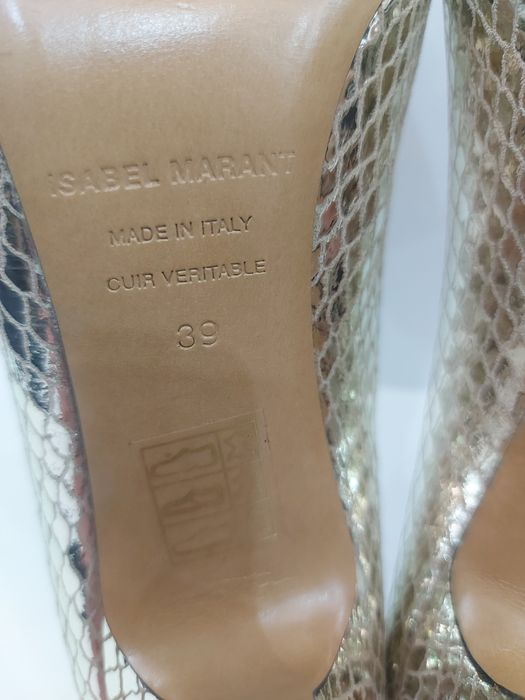 ISABEL MARANT
MADE IN ITALY
CUIR VERITABLE
39